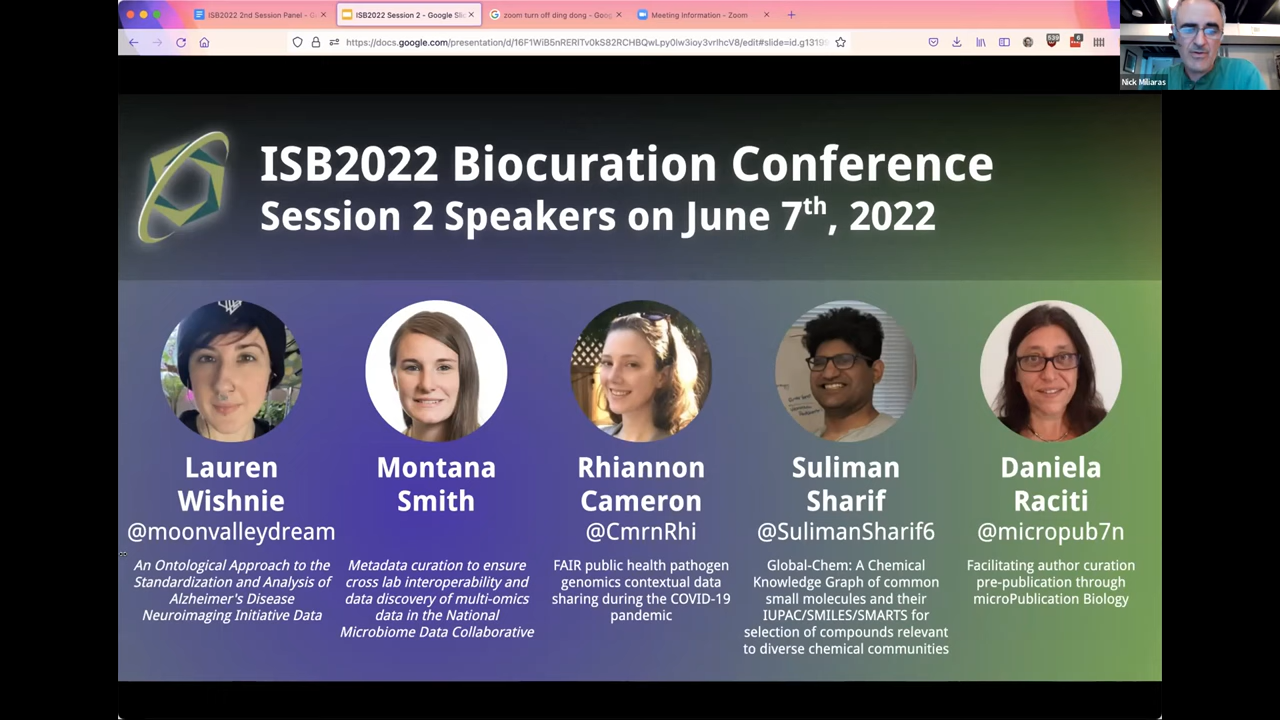 ISB2022 2nd Session Panel - G
ISB2022 Session 2 - Google Slid
zoom turn off ding dong - Goog
Meeting Information - Zoom
Nick Miliaras
ISB2022 Biocuration Conference
Session 2 Speakers on June 7th, 2022
Lauren
Wishnie
@moonvalleydream
An Ontological Approach to the
Standardization and Analysis of
Alzheimer's Disease
Neuroimaging Initiative Data
Montana
Smith
Metadata curation to ensure
cross lab interoperability and
data discovery of multi-omics
data in the National
Microbiome Data Collaborative
Rhiannon
Cameron
@CmrnRhi
FAIR public health pathogen
genomics contextual data
sharing during the COVID-19
pandemic
Suliman
Sharif
@SulimanSharif6
Global-Chem: A Chemical
Knowledge Graph of common
small molecules and their
IUPAC/SMILES/SMARTS for
selection of compounds relevant
to diverse chemical communities
Daniela
Raciti
@micropub7n
Facilitating author curation
pre-publication through
microPublication Biology